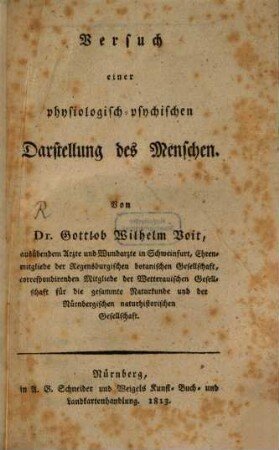 Versuch
einer
physiologisch-psychischen
Darstellung des Menschen.
Von
Dr. Gottlob Wilhelm Voit,
ausübendem Arzte und Wundarzte in Schweinfurt, Ehren-
mitgliede der Regensburgischen botanischen Gesellschaft,
correspondirenden Mitgliede der Wetterauischen Gesell-
schaft für die gesammte Naturkunde und der
Nürnbergischen naturhistorischen
Gesellschaft.
Nürnberg,
in A. G. Schneider und Weigels Kunst- Buch- und
Landkartenhandlung. 1813.